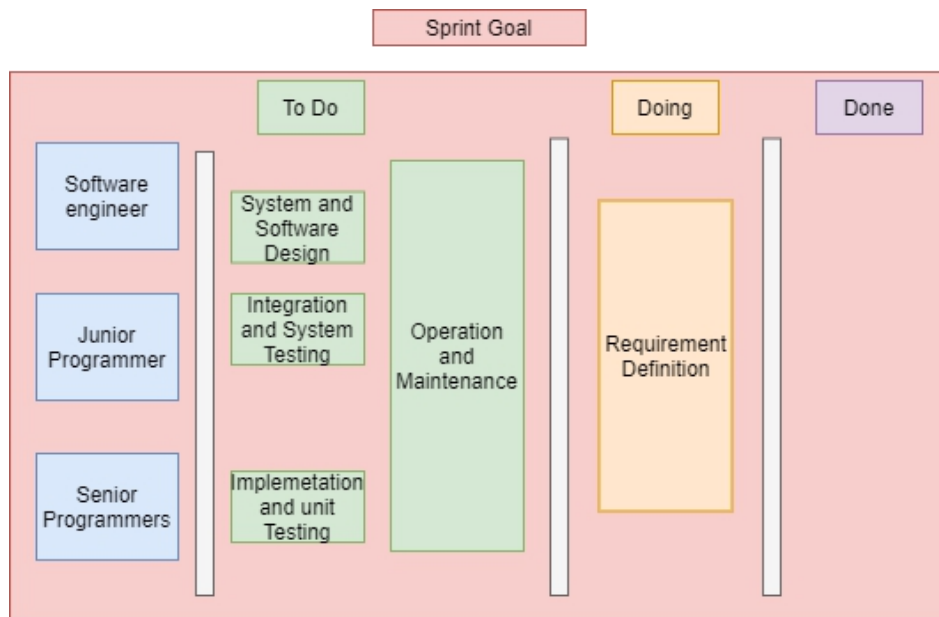 Sprint Goal
To Do
Doing
Done
Software
engineer
Junior
Programmer
Senior
Programmers
System and
Software
Design
Integration
and System
Testing
Implemetation
and unit
Testing
Operation
and
Maintenance
Requirement
Definition